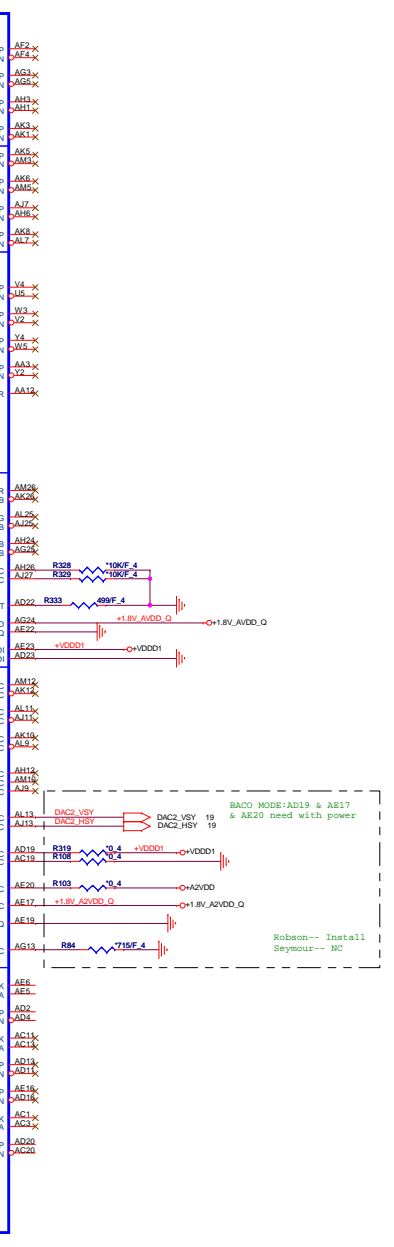 AF2
P
AF4
N
AG3
P
AG5
N
AH3
P
AH1
N
AK3
P
AK1
N
AK5
P
AM3
N
AK6
P
AM5
N
AJ7
P
AH6
N
AK8
P
AL7
N
V4
P
U5
N
W3
P
V2
N
Y4
P
W5
N
AA3
P
Y2
N
AA12
R
AM26
R
AK26
B
AL25
G
AJ25
B
AH24
B
AG25
B
C AH26 R328 *10K/F_4
C AJ27 R329 *10K/F_4
T AD22 R333 499/F_4
D AG24 +1.8V_AVDD_Q +1.8V_AVDD_Q
Q AE22
DI AE23 +VDDD1 +VDDD1
DI AD23
AM12
C
AK12
C
AL11
C
AJ11
C
AK10
C
AL9
C
AH12
C
AM10
C
AJ9
C
BACO MODE:AD19 & AE17
& AE20 need with power
C AL13 DAC2_VSY DAC2_VSY 19
C AJ13 DAC2_HSY DAC2_HSY 19
C AD19 R319 *0_4 +VDDD1 +VDDD1
C AC19 R108 *0_4
C AE20 R103 *0_4 +A2VDD
C AE17 +1.8V_A2VDD_Q +1.8V_A2VDD_Q
Q AE19
Robson-- Install
Seymour-- NC
C AG13 R84 *715/F_4
AE6
K
AE5
A
AD2
P
AD4
N
AC11
K
AC13
A
AD13
P
AD11
N
AE16
P
AD16
N
AC1
K
AC3
A
AD20
P
AC20
N